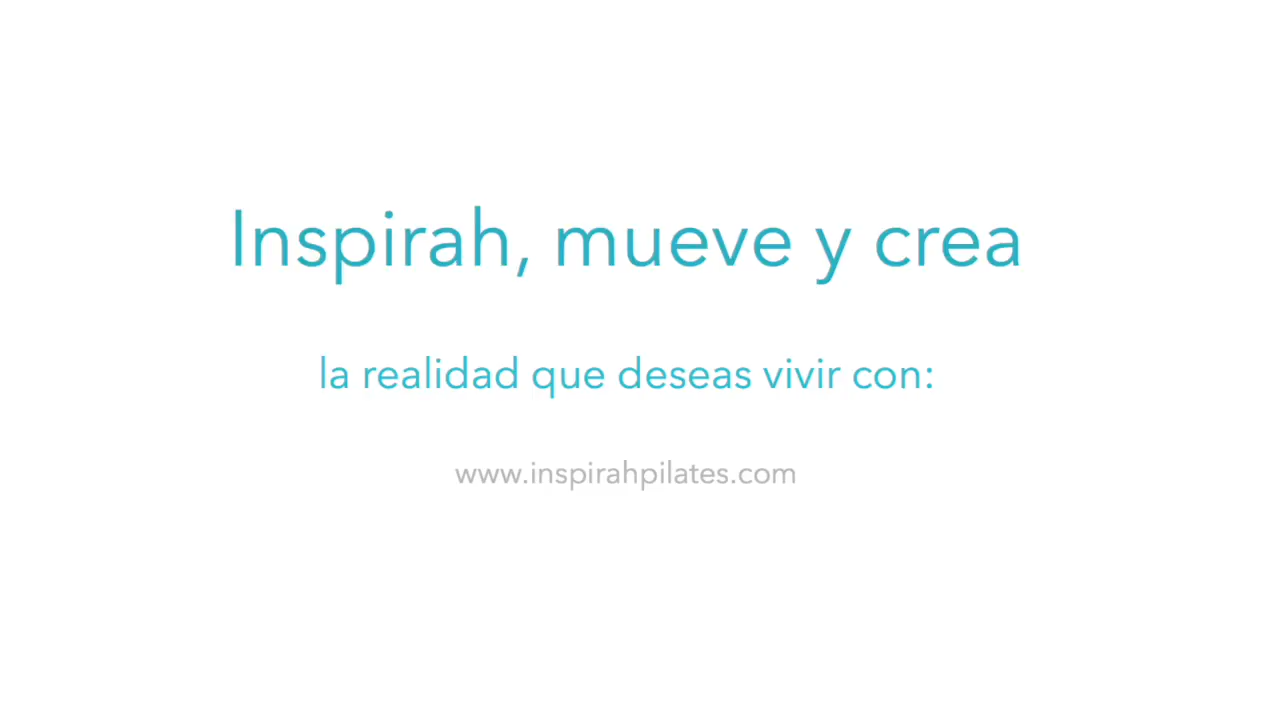 Inspirah, mueve y crea
la realidad que deseas vivir con:
www.inspirahpilates.com